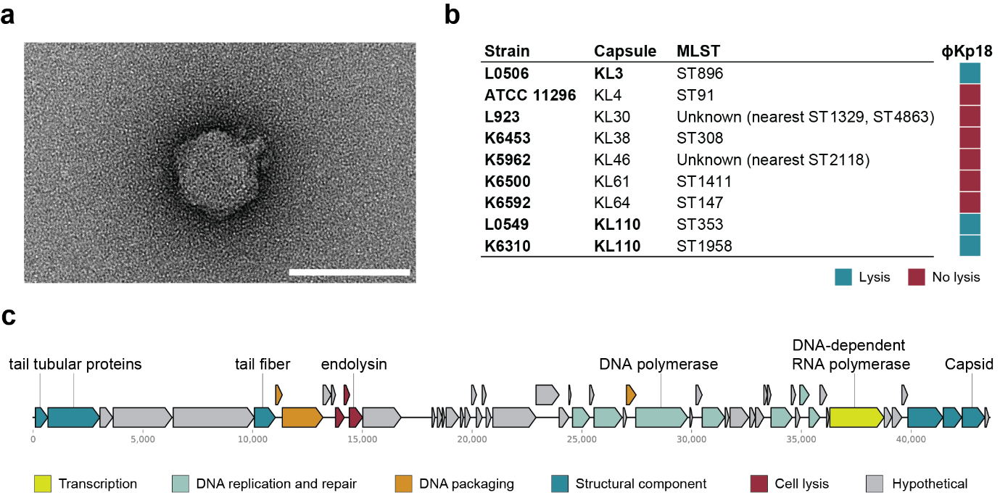 a
b
Strain Capsule MLST ϕKp18
L0506 KL3 ST896
ATCC 11296 KL4 ST91
L923 KL30 Unknown (nearest ST1329, ST4863)
K6453 KL38 ST308
K5962 KL46 Unknown (nearest ST2118)
K6500 KL61 ST1411
K6592 KL64 ST147
L0549 KL110 ST353
K6310 KL110 ST1958
Lysis No lysis
c
tail tubular proteins tail fiber endolysin DNA polymerase DNA-dependent
RNA polymerase Capsid
0 5,000 10,000 15,000 20,000 25,000 30,000 35,000 40,000
Transcription DNA replication and repair DNA packaging Structural component Cell lysis Hypothetical